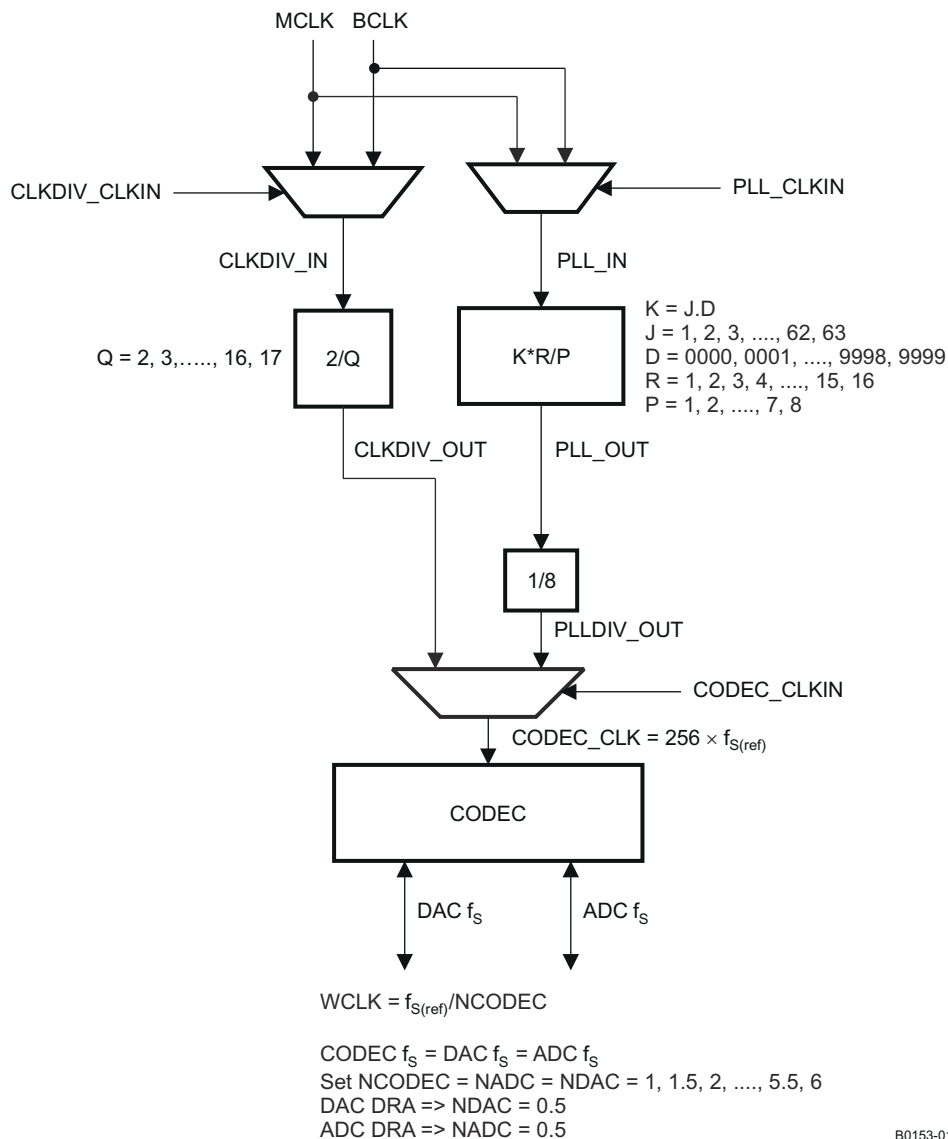 MCLK BCLK
CLKDIV_CLKIN
PLL_CLKIN
CLKDIV_IN
PLL_IN
Q = 2, 3,....., 16, 17
2/Q
K*R/P
K = J.D
J = 1, 2, 3, ...., 62, 63
D = 0000, 0001, ...., 9998, 9999
R = 1, 2, 3, 4, ...., 15, 16
P = 1, 2, ...., 7, 8
CLKDIV_OUT
PLL_OUT
1/8
PLLDIV_OUT
CODEC_CLKIN
CODEC_CLK = 256 × fS(ref)
CODEC
DAC fS
ADC fS
WCLK = fS(ref)/NCODEC
CODEC fS = DAC fS = ADC fS
Set NCODEC = NADC = NDAC = 1, 1.5, 2, ...., 5.5, 6
DAC DRA => NDAC = 0.5
ADC DRA => NADC = 0.5